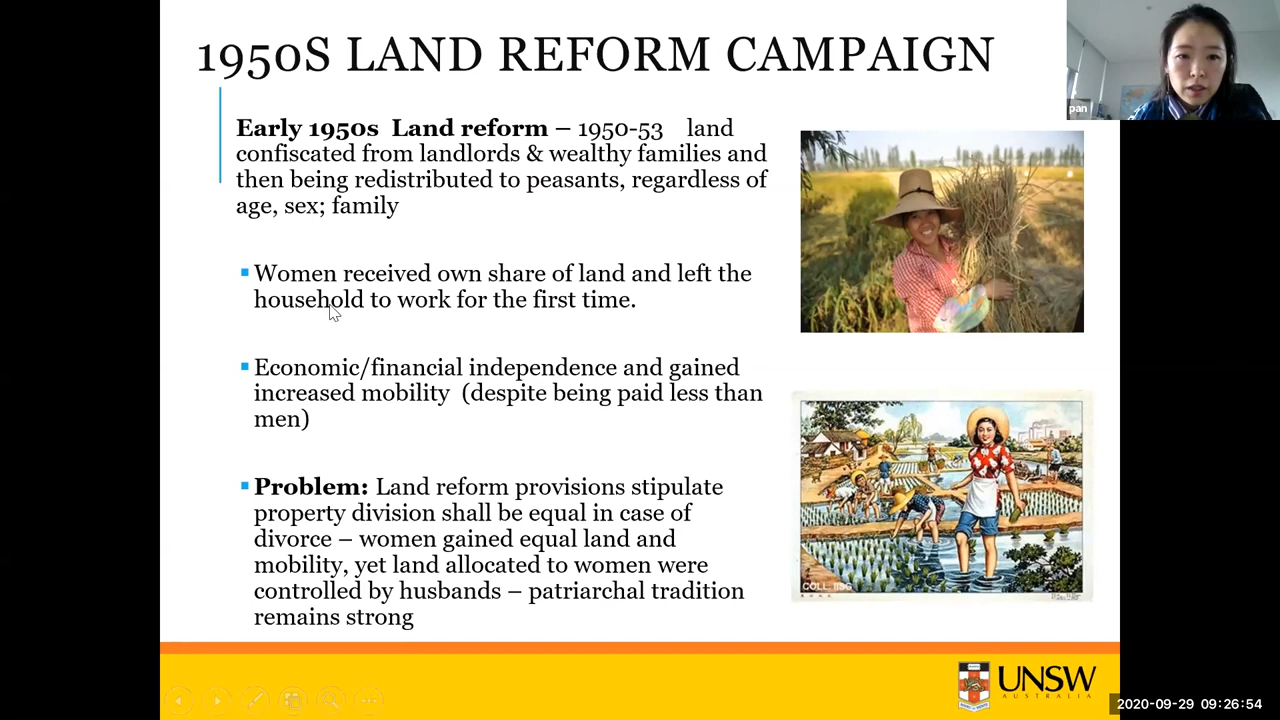 1950S LAND REFORM CAMPAIGN
pan
Early 1950s Land reform – 1950-53 land
confiscated from landlords & wealthy families and
then being redistributed to peasants, regardless of
age, sex; family
Women received own share of land and left the
household to work for the first time.
Economic/financial independence and gained
increased mobility (despite being paid less than
men)
Problem: Land reform provisions stipulate
property division shall be equal in case of
divorce – women gained equal land and
mobility, yet land allocated to women were
controlled by husbands – patriarchal tradition
remains strong
COLL. IISG
UNSW
AUSTRALIA
2020-09-29 09:26:54